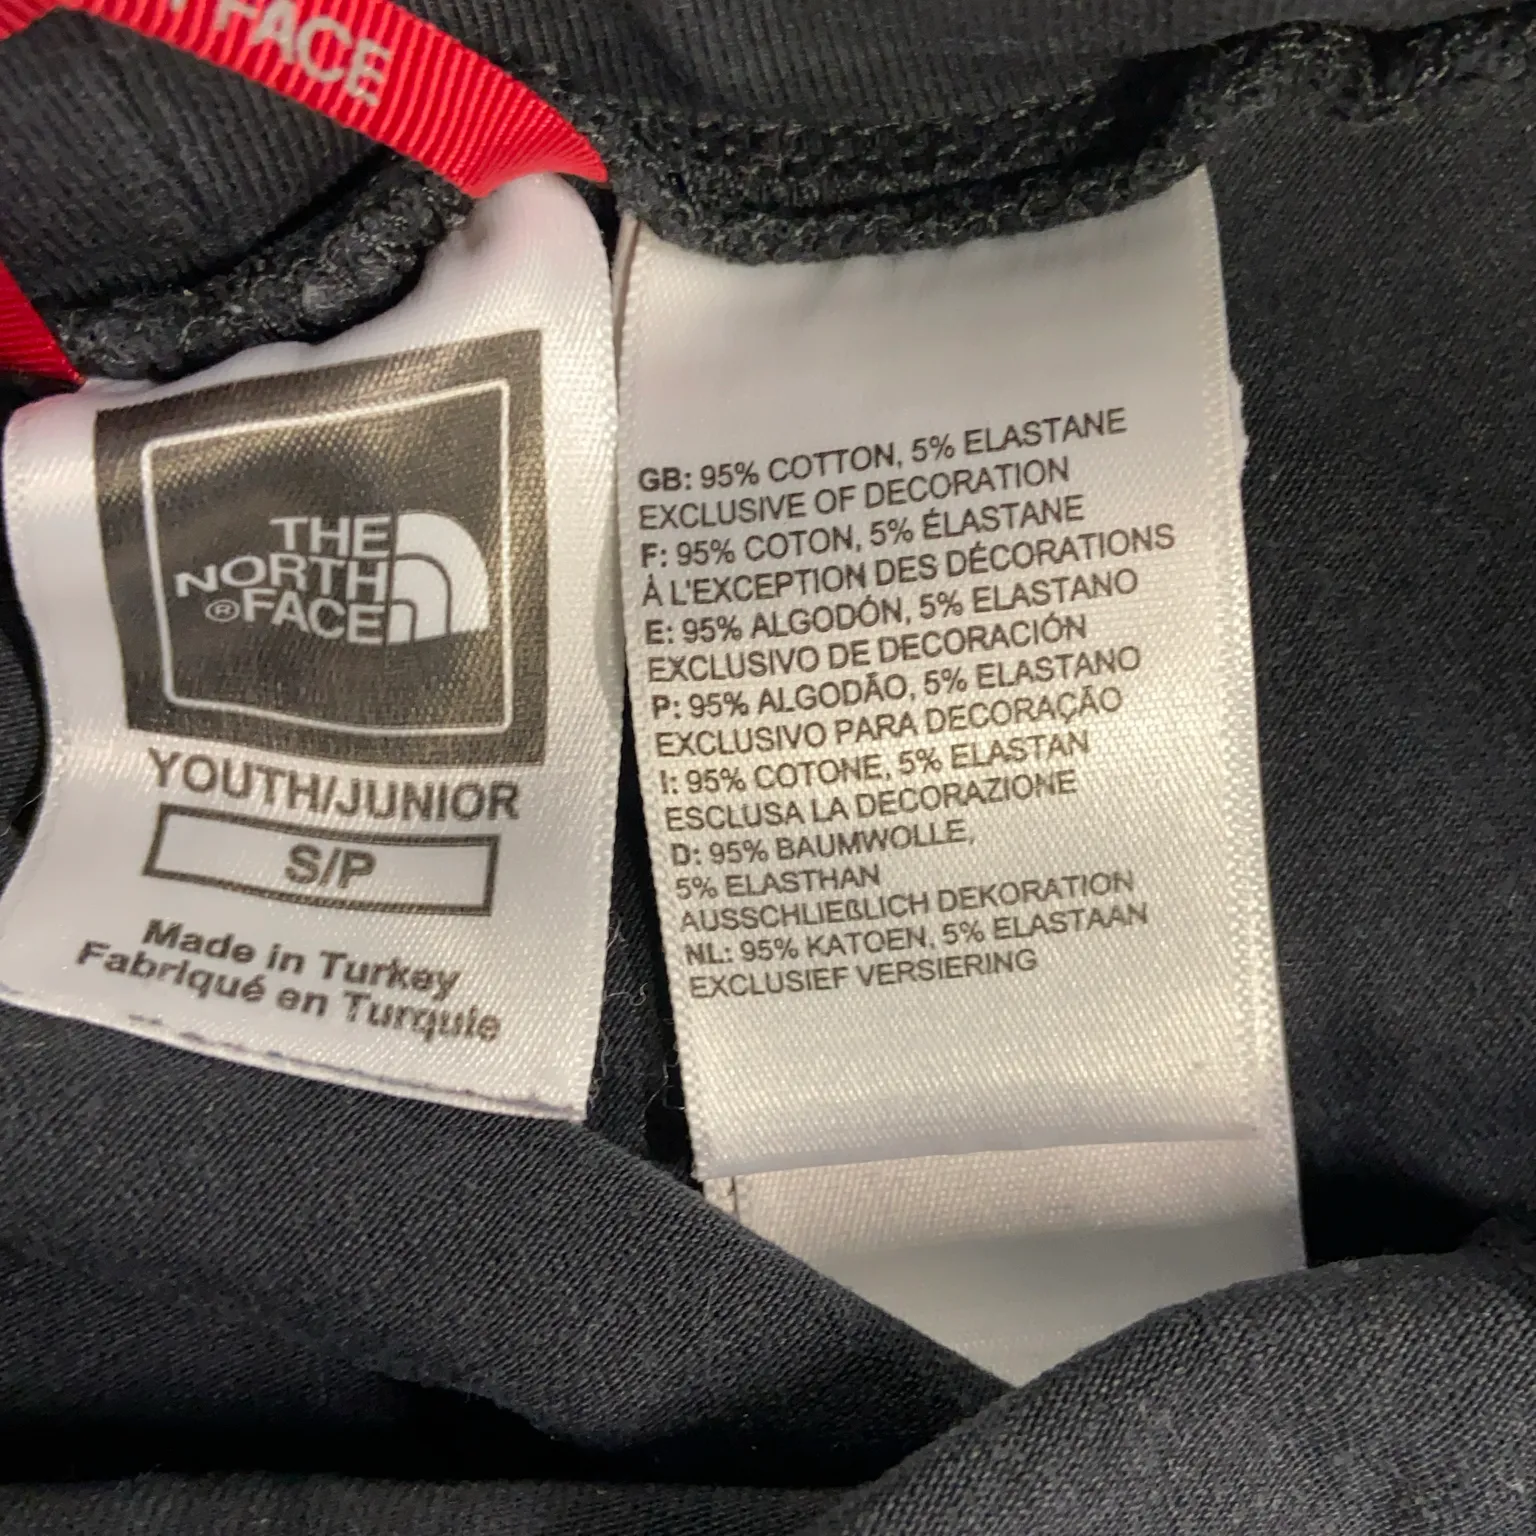 FACE
THE
NORTH
®FACE
YOUTH/JUNIOR
S/P
Made in Turkey
Fabriqué en Turquie
GB: 95% COTTON, 5% ELASTANE
EXCLUSIVE OF DECORATION
F: 95% COTON, 5% ÉLASTANE
À L'EXCEPTION DES DÉCORATIONS
E: 95% ALGODÓN, 5% ELASTANO
EXCLUSIVO DE DECORACIÓN
P: 95% ALGODÃO, 5% ELASTANO
EXCLUSIVO PARA DECORAÇÃO
I: 95% COTONE, 5% ELASTAN
ESCLUSA LA DECORAZIONE
D: 95% BAUMWOLLE,
5% ELASTHAN
AUSSCHLIEßLICH DEKORATION
NL: 95% KATOEN, 5% ELASTAAN
EXCLUSIEF VERSIERING